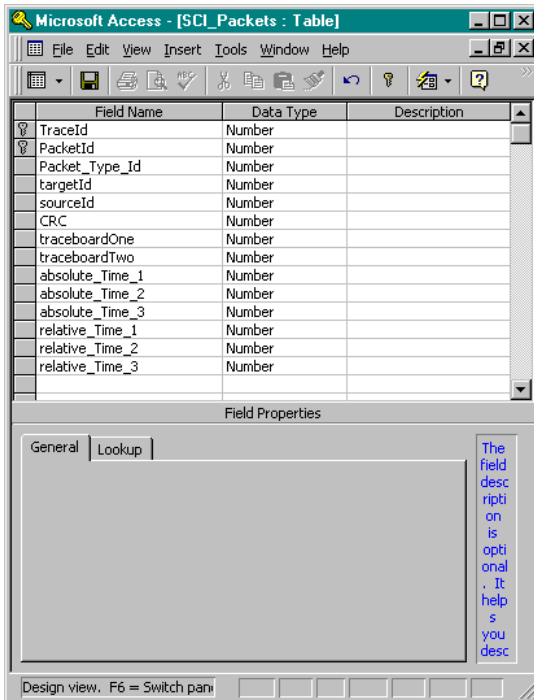 Microsoft Access - [SCI_Packets : Table]
File Edit View Insert Tools Window Help
ABC
Field Name Data Type Description
TraceId Number
PacketId Number
Packet_Type_Id Number
targetId Number
sourceId Number
CRC Number
traceboardOne Number
traceboardTwo Number
absolute_Time_1 Number
absolute_Time_2 Number
absolute_Time_3 Number
relative_Time_1 Number
relative_Time_2 Number
relative_Time_3 Number
Field Properties
General Lookup
The
field
desc
ripti
on
is
opti
onal
. It
help
s
you
desc
Design view. F6 = Switch pan